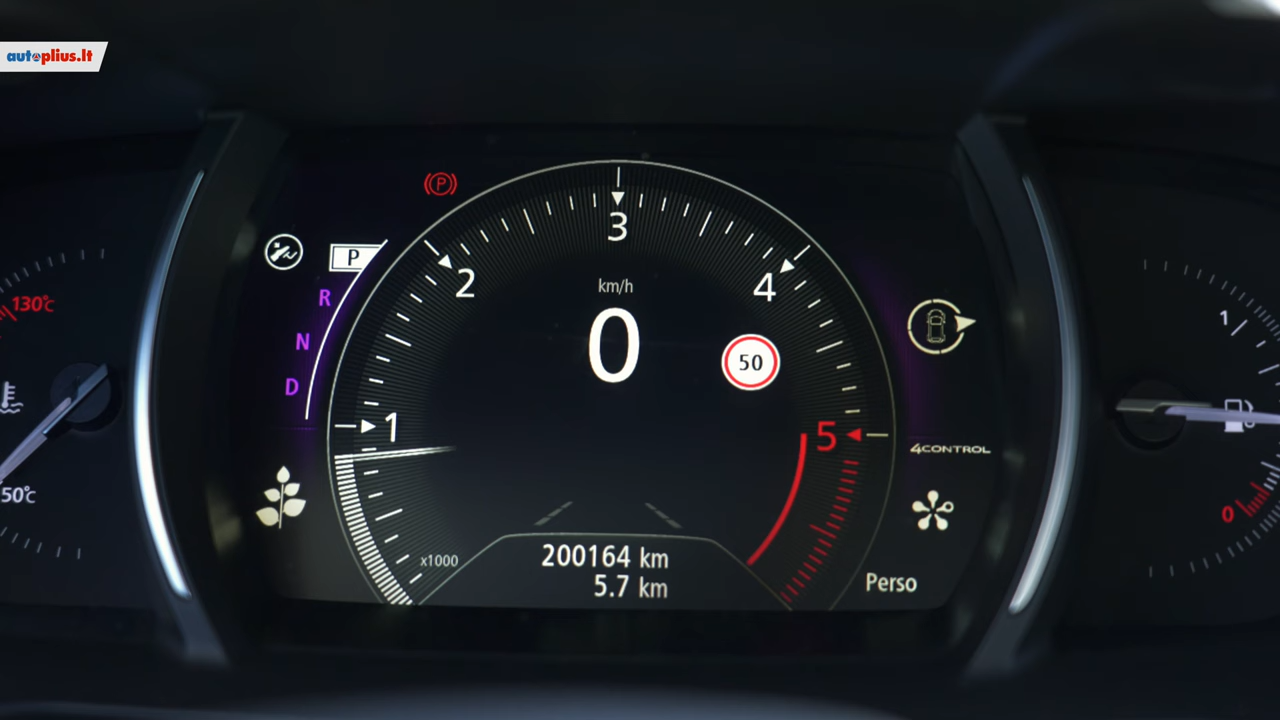 autoplius.lt
P
P
R
N
D
130°C
50°C
1
2
3
4
5
km/h
0
50
x1000
200164 km
5.7 km
4CONTROL
Perso
1
0